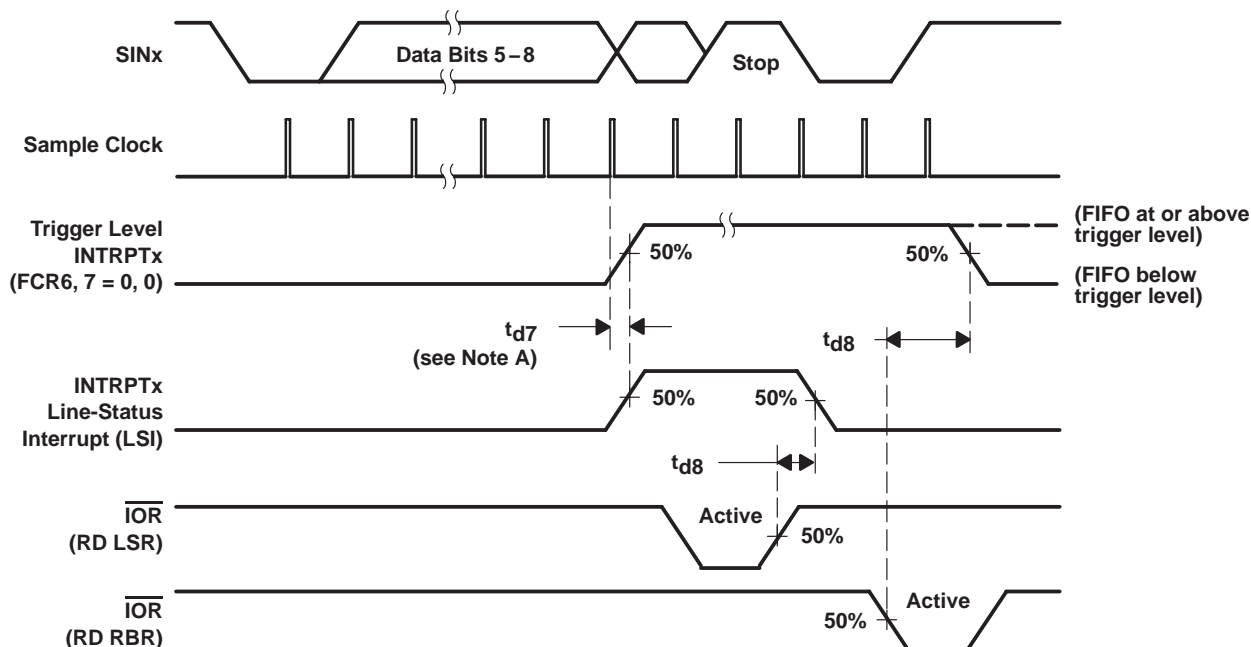 SINx
Data Bits 5–8
Stop
Sample Clock
Trigger Level
INTRPTx
(FCR6, 7 = 0, 0)
50%
50%
(FIFO at or above
trigger level)
(FIFO below
trigger level)
td7
(see Note A)
td8
INTRPTx
Line-Status
Interrupt (LSI)
50%
50%
td8
IOR
(RD LSR)
Active
50%
IOR
(RD RBR)
50%
Active